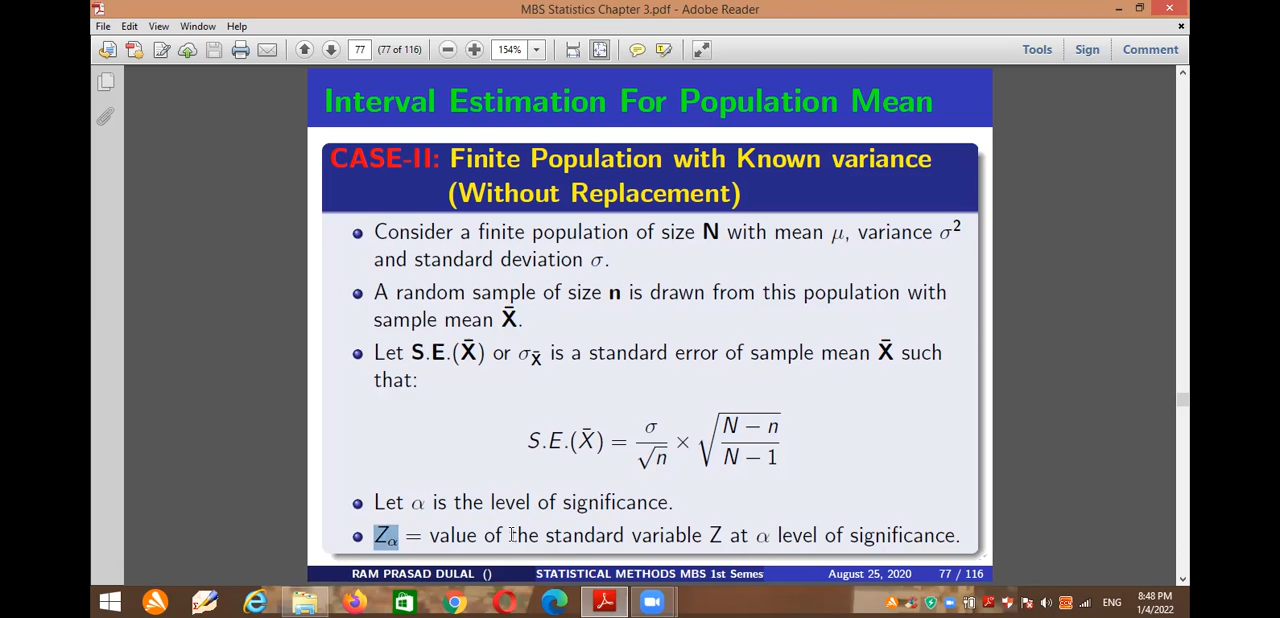 MBS Statistics Chapter 3.pdf - Adobe Reader
File Edit View Window Help
77 (77 of 116) 154% Tools Sign Comment
Interval Estimation For Population Mean
CASE-II: Finite Population with Known variance
(Without Replacement)
Consider a finite population of size N with mean μ, variance σ²
and standard deviation σ.
A random sample of size n is drawn from this population with
sample mean X̄.
Let S.E.(X̄) or σ_X̄ is a standard error of sample mean X̄ such
that:
S.E.(X̄) = σ/√n × √((N − n)/(N − 1))
Let α is the level of significance.
Z_α = value of the standard variable Z at α level of significance.
RAM PRASAD DULAL () STATISTICAL METHODS MBS 1st Semes August 25, 2020 77 / 116
ENG 8:48 PM
1/4/2022